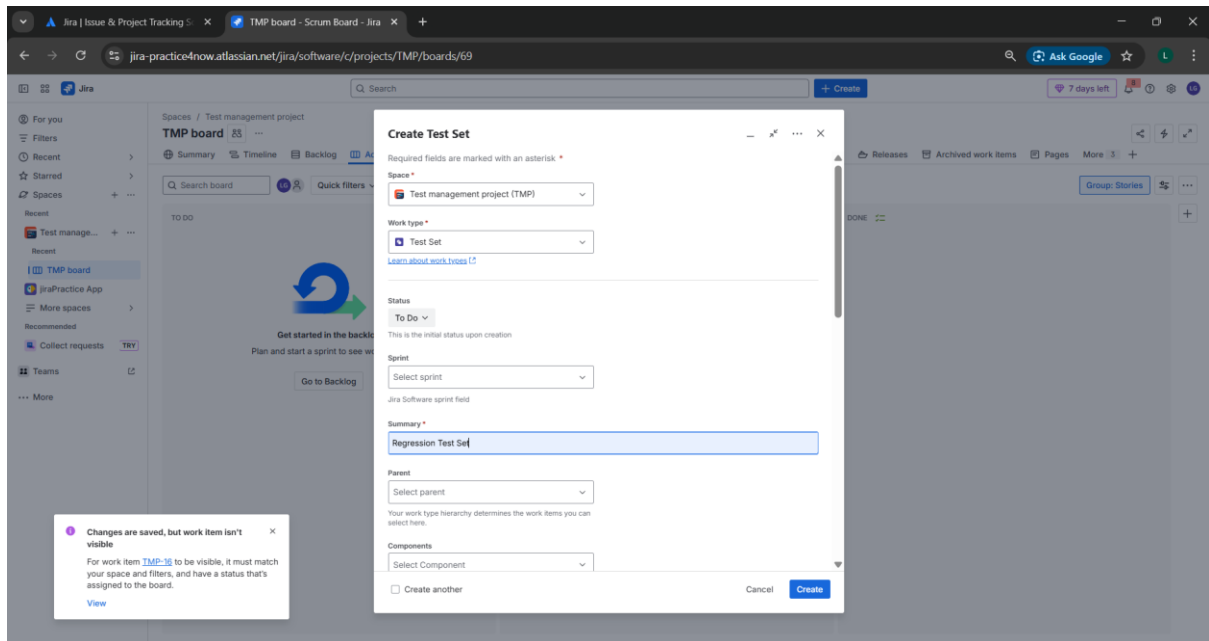 Jira | Issue & Project Tracking S
TMP board - Scrum Board - Jira
jira-practice4now.atlassian.net/jira/software/c/projects/TMP/boards/69
Ask Google
L
Jira
Search
+ Create
7 days left
LG
For you
Filters
Recent
Starred
Spaces
Recent
Test manage...
Recent
TMP board
JiraPractice App
More spaces
Recommended
Collect requests TRY
Teams
More
Spaces / Test management project
TMP board
Summary Timeline Backlog Ac
Releases Archived work items Pages More 3
Search board
LG
Quick filters
Group: Stories
TO DO
DONE
Get started in the backlo
Plan and start a sprint to see wo
Go to Backlog
Create Test Set
Required fields are marked with an asterisk *
Space *
Test management project (TMP)
Work type *
Test Set
Learn about work types
Status
To Do
This is the initial status upon creation
Sprint
Select sprint
Jira Software sprint field
Summary *
Regression Test Set
Parent
Select parent
Your work type hierarchy determines the work items you can
select here.
Components
Select Component
Create another
Cancel
Create
Changes are saved, but work item isn't
visible
For work item TMP-16 to be visible, it must match
your space and filters, and have a status that's
assigned to the board.
View